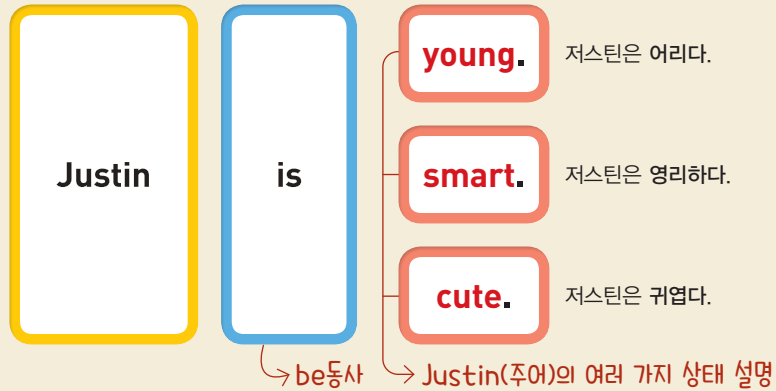 Justin
is
young.
저스틴은 어리다.
smart.
저스틴은 영리하다.
cute.
저스틴은 귀엽다.
be동사
Justin(주어)의 여러 가지 상태 설명